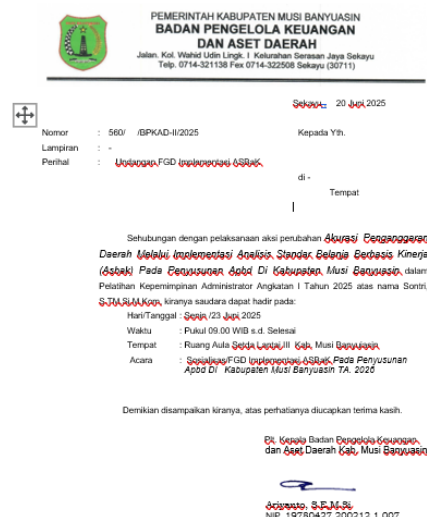 PEMERINTAH KABUPATEN MUSI BANYUASIN
BADAN PENGELOLA KEUANGAN
DAN ASET DAERAH
Jalan. Kol. Wahid Udin Lingk. I Kelurahan Serasan Jaya Sekayu
Telp. 0714-321138 Fex 0714-322508 Sekayu (30711)
Sekayu, 20 Juni 2025
Nomor : 560/ /BPKAD-II/2025 Kepada Yth.
Lampiran : -
Perihal : Undangan FGD Implementasi ASBaK
di -
Tempat
Sehubungan dengan pelaksanaan aksi perubahan Akurasi Penganggaran
Daerah Melalui Implementasi Analisis Standar Belanja Berbasis Kinerja
(Asbak) Pada Penyusunan Apbd Di Kabupaten Musi Banyuasin dalam
Pelatihan Kepemimpinan Administrator Angkatan I Tahun 2025 atas nama Sontri,
S.TM.Si.M.Kom, kiranya saudara dapat hadir pada:
Hari/Tanggal : Senin /23 Juni 2025
Waktu : Pukul 09.00 WIB s.d. Selesai
Tempat : Ruang Aula Setda Lantai III Kab. Musi Banyuasin
Acara : Sosialisas/FGD Implementasi ASBaK Pada Penyusunan
Apbd Di Kabupaten Musi Banyuasin TA. 2026
Demikian disampaikan kiranya, atas perhatianya diucapkan terima kasih.
Plt. Kepala Badan Pengelola Keuangan
dan Aset Daerah Kab. Musi Banyuasin
Ariyanto, S.E.M.Si
NIP. 19780427 200212 1 007